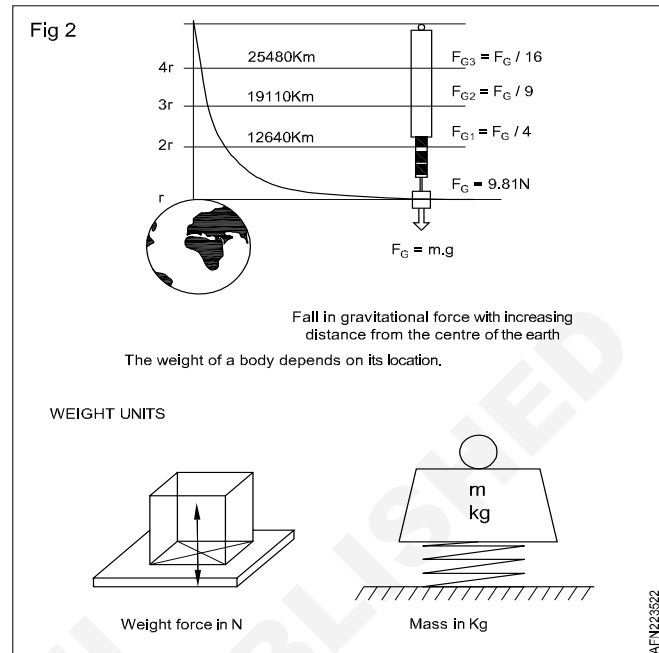 Fig 2
4r 25480Km F_G3 = F_G / 16
3r 19110Km F_G2 = F_G / 9
2r 12640Km F_G1 = F_G / 4
r F_G = 9.81N
F_G = m.g
Fall in gravitational force with increasing
distance from the centre of the earth
The weight of a body depends on its location.
WEIGHT UNITS
m
kg
Weight force in N Mass in Kg
AFN223522
BLISHED